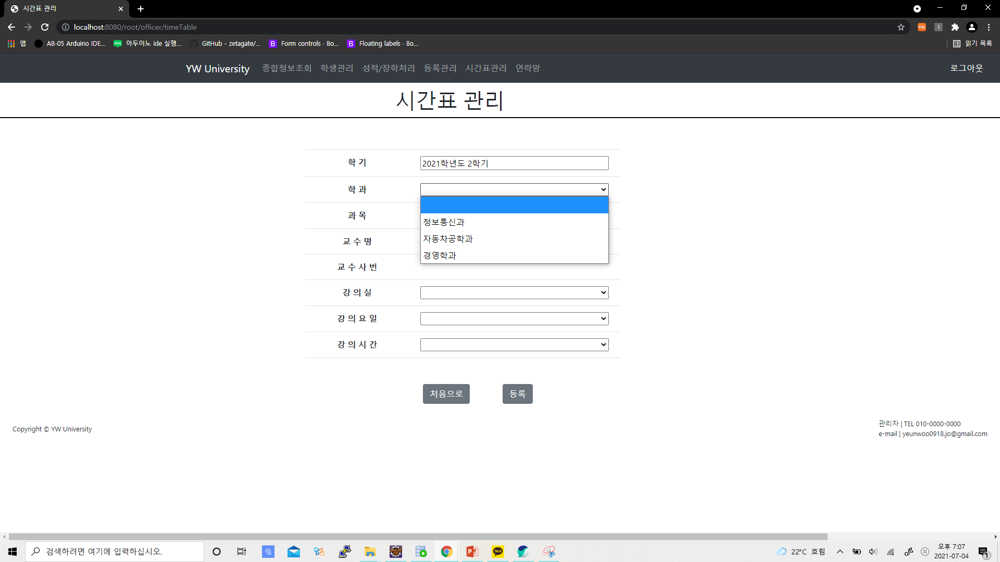 시간표 관리
localhost:8080/root/officer/timeTable
앱
AB-05 Arduino IDE...
아두이노 ide 실행...
GitHub - zetagate/...
B Form controls · Bo...
B Floating labels · Bo...
읽기 목록
YW University 종합정보조회 학생관리 성적/장학처리 등록관리 시간표관리 연락망 로그아웃
시간표 관리
학 기 2021학년도 2학기
학 과
정보통신과
자동차공학과
경영학과
과 목
교 수 명
교 수 사 번
강 의 실
강 의 요 일
강 의 시 간
처음으로 등록
Copyright © YW University
관리자 | TEL 010-0000-0000
e-mail | yeunwoo0918.jo@gmail.com
검색하려면 여기에 입력하십시오.
TALK
22°C 흐림
오후 7:07
2021-07-04
1